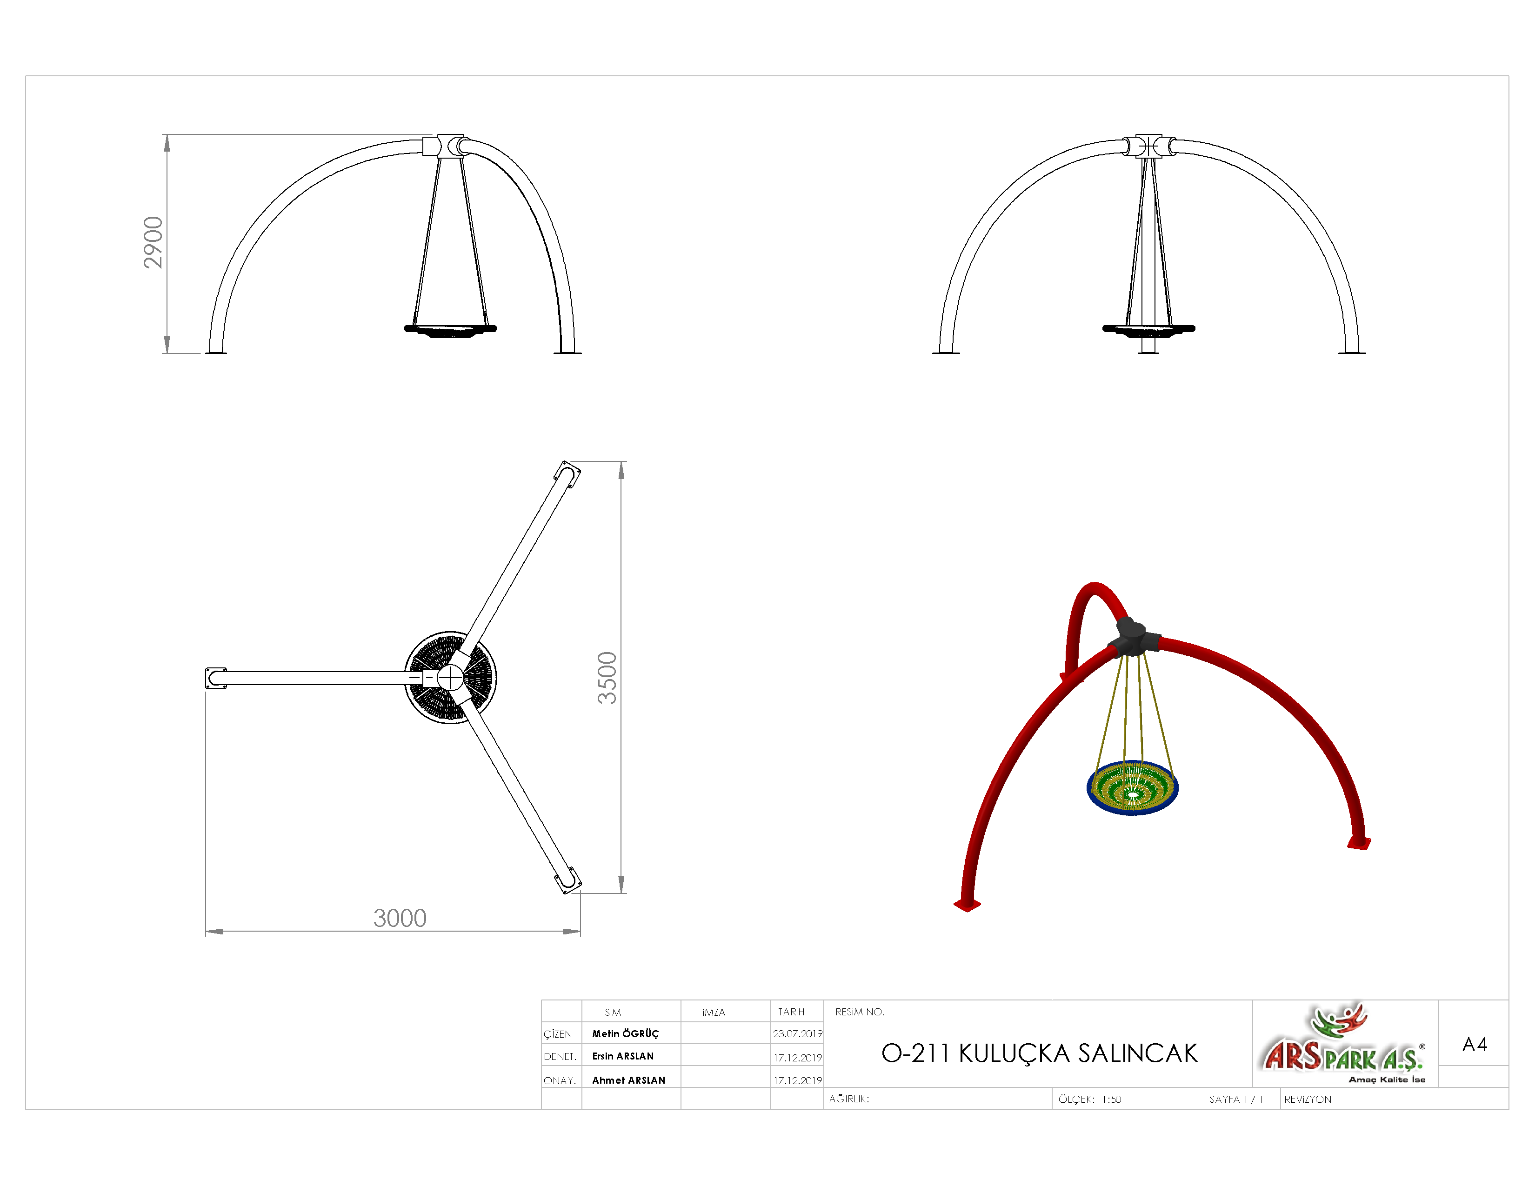 2900
3500
3000
İSİM
İMZA
TARİH
RESİM NO.
ÇİZEN
Metin ÖGRÜÇ
23.07.2019
DENET.
Ersin ARSLAN
17.12.2019
ONAY.
Ahmet ARSLAN
17.12.2019
O-211 KULUÇKA SALINCAK
ARSPARK A.Ş.®
Amaç Kalite İse
A4
AĞIRLIK:
ÖLÇEK: 1:50
SAYFA 1 / 1
REVİZYON